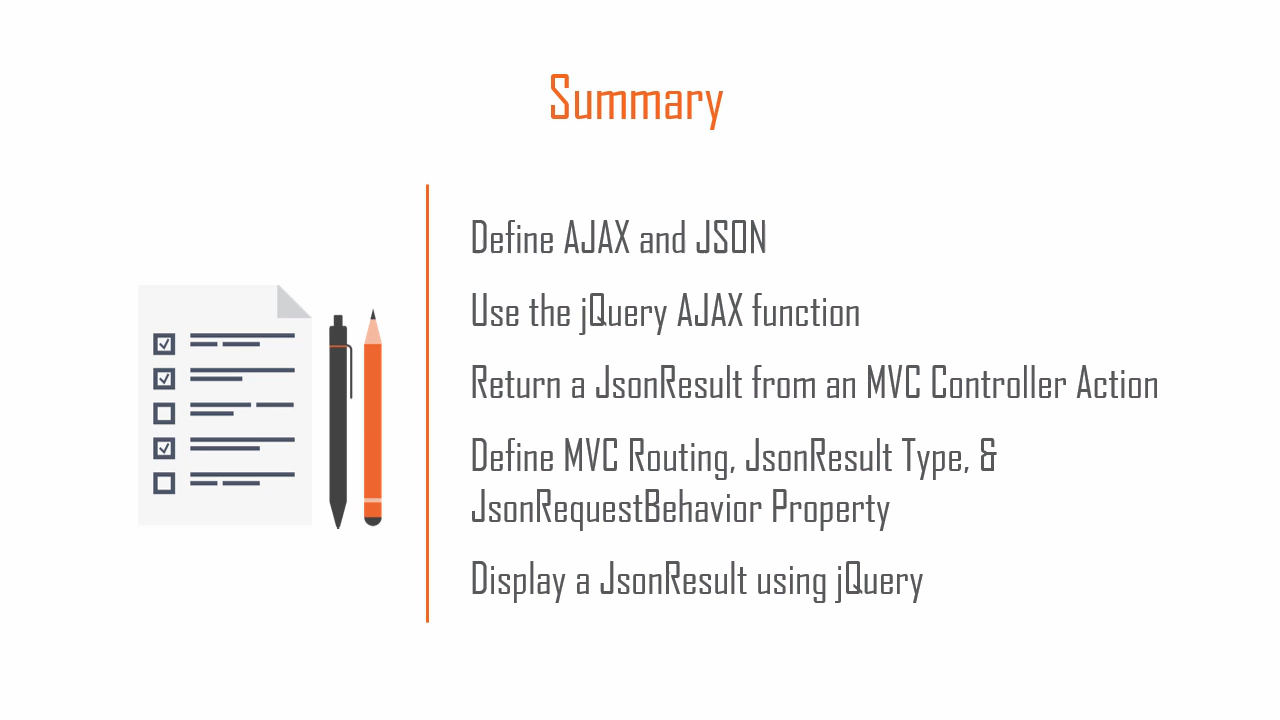 Summary
Define AJAX and JSON
Use the jQuery AJAX function
Return a JsonResult from an MVC Controller Action
Define MVC Routing, JsonResult Type, &
JsonRequestBehavior Property
Display a JsonResult using jQuery